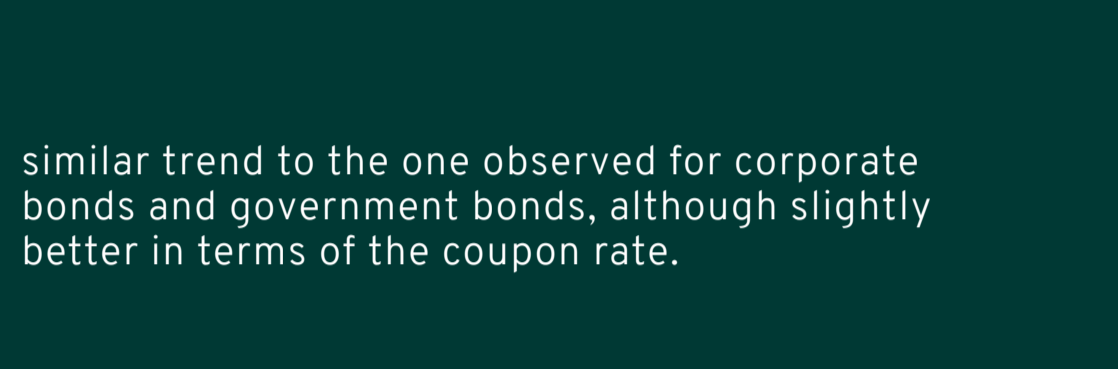 similar trend to the one observed for corporate
bonds and government bonds, although slightly
better in terms of the coupon rate.